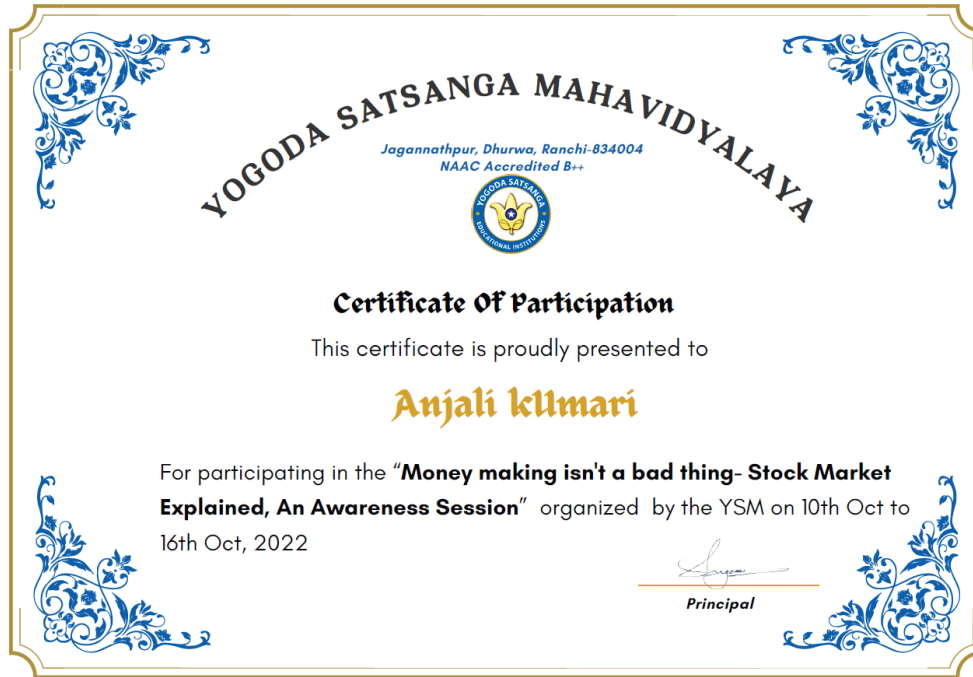 YOGODA SATSANGA MAHAVIDYALAYA
Jagannathpur, Dhurwa, Ranchi-834004
NAAC Accredited B++
YOGODA SATSANGA
EDUCATIONAL INSTITUTIONS
Certificate Of Participation
This certificate is proudly presented to
Anjali kUmari
For participating in the “Money making isn't a bad thing- Stock Market
Explained, An Awareness Session” organized by the YSM on 10th Oct to
16th Oct, 2022
Principal